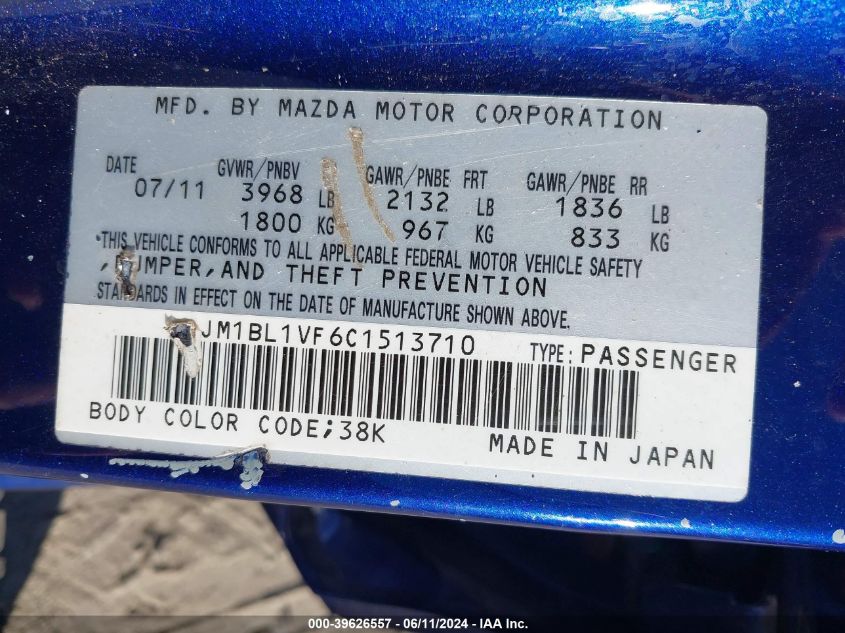 MFD. BY MAZDA MOTOR CORPORATION
DATE GVWR/PNBV GAWR/PNBE FRT GAWR/PNBE RR
07/11 3968 LB 2132 LB 1836 LB
1800 KG 967 KG 833 KG
THIS VEHICLE CONFORMS TO ALL APPLICABLE FEDERAL MOTOR VEHICLE SAFETY
,BUMPER,AND THEFT PREVENTION
STANDARDS IN EFFECT ON THE DATE OF MANUFACTURE SHOWN ABOVE.
JM1BL1VF6C1513710 TYPE: PASSENGER
BODY COLOR CODE;38K
MADE IN JAPAN
000-39626557 - 06/11/2024 - IAA, Inc.